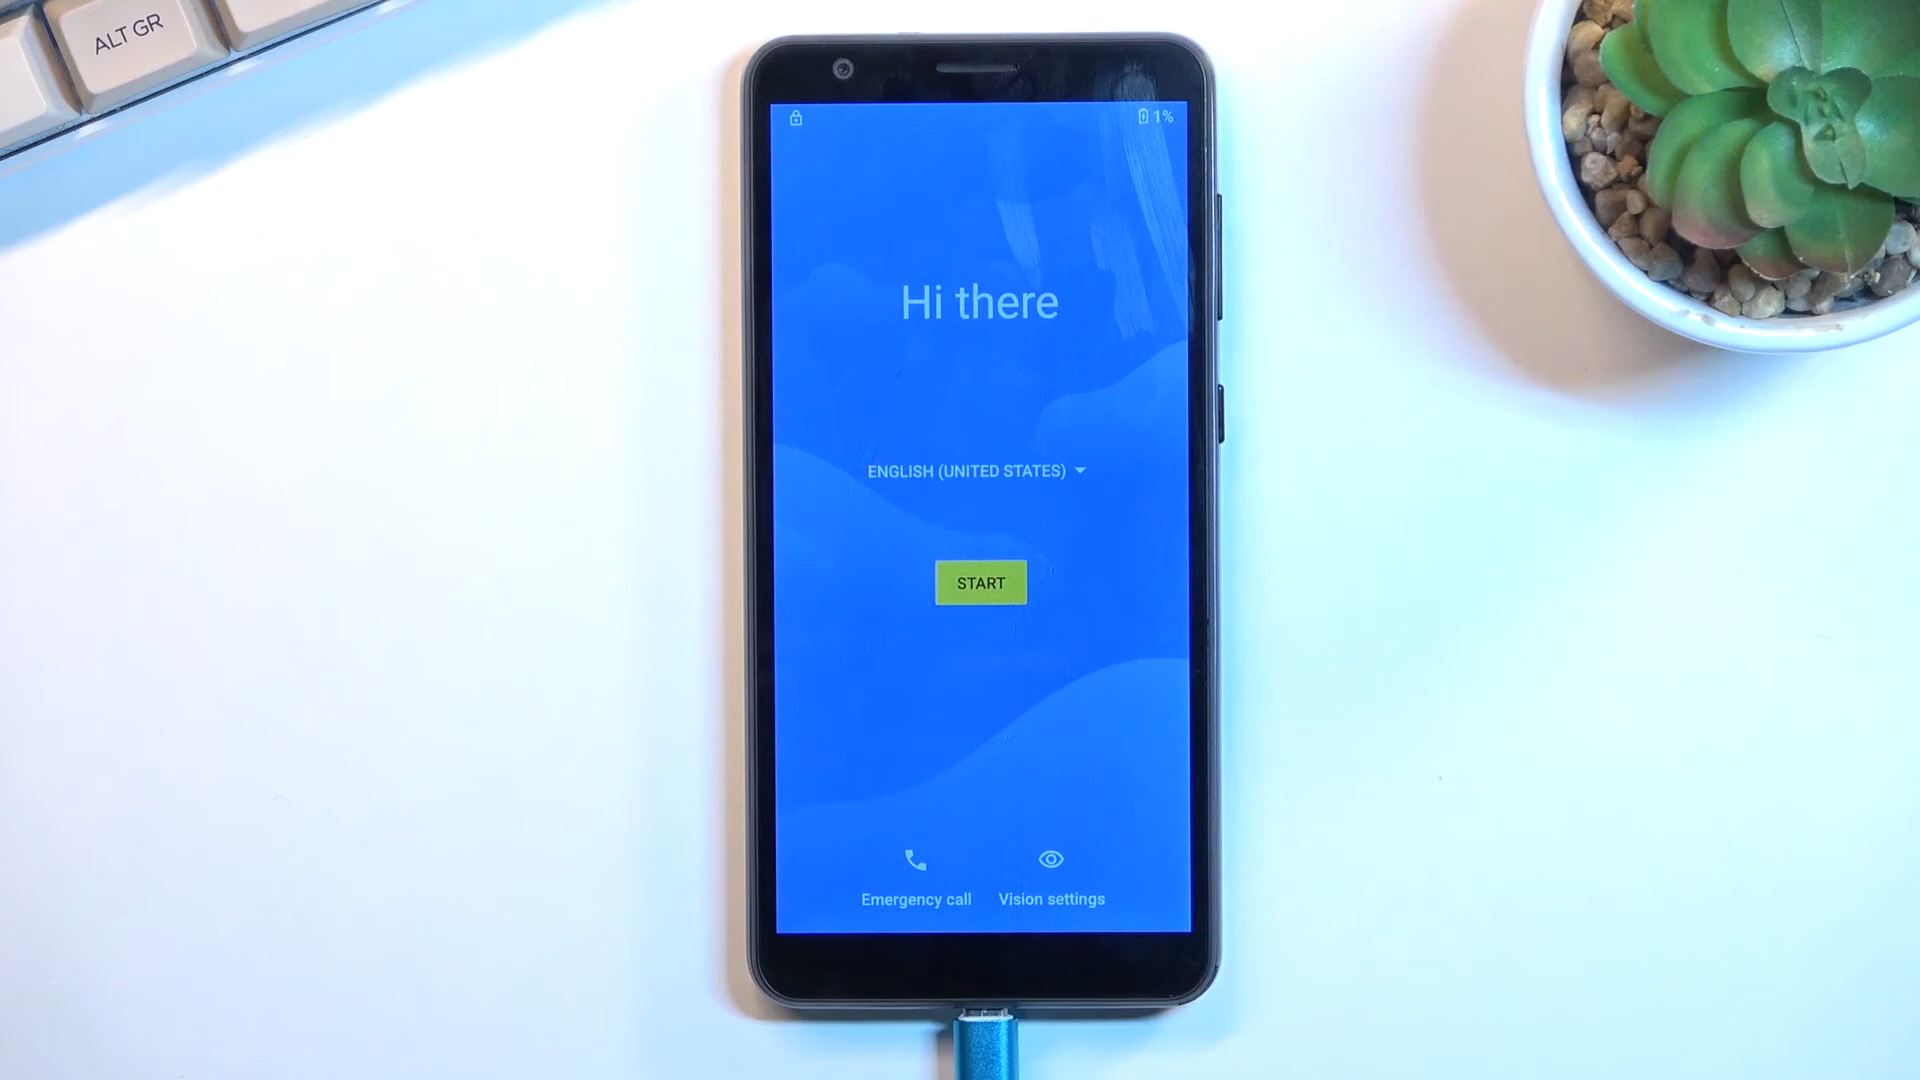 ALT GR
1%
Hi there
ENGLISH (UNITED STATES)
START
Emergency call
Vision settings